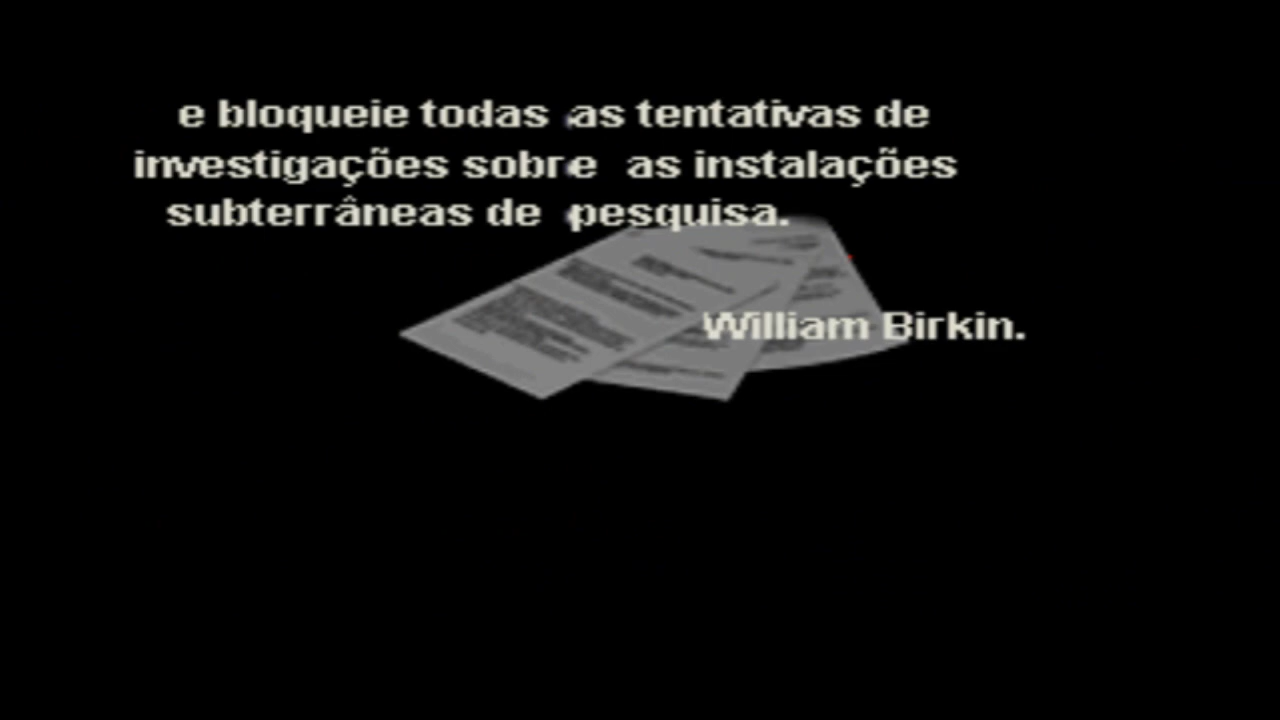 e bloqueie todas as tentativas de
investigações sobre as instalações
subterrâneas de pesquisa.
William Birkin.